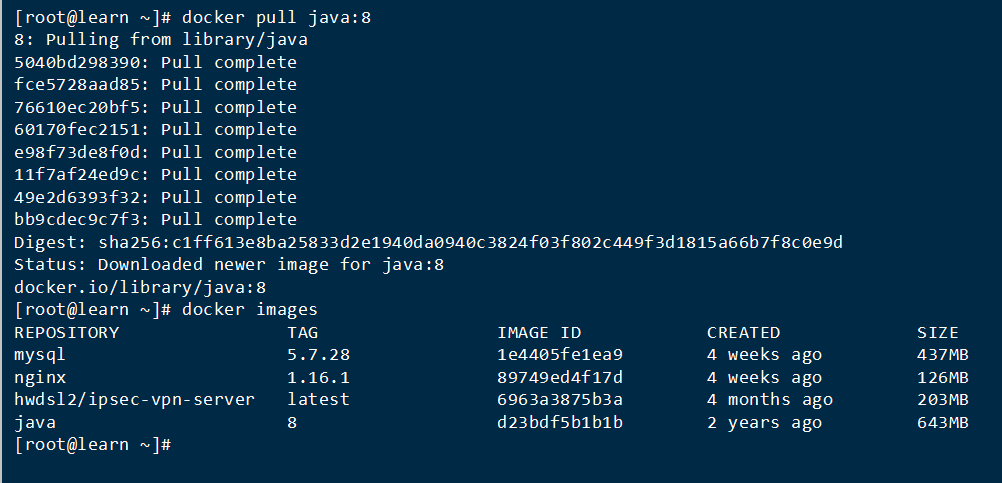 [root@learn ~]# docker pull java:8
8: Pulling from library/java
5040bd298390: Pull complete
fce5728aad85: Pull complete
76610ec20bf5: Pull complete
60170fec2151: Pull complete
e98f73de8f0d: Pull complete
11f7af24ed9c: Pull complete
49e2d6393f32: Pull complete
bb9cdec9c7f3: Pull complete
Digest: sha256:c1ff613e8ba25833d2e1940da0940c3824f03f802c449f3d1815a66b7f8c0e9d
Status: Downloaded newer image for java:8
docker.io/library/java:8
[root@learn ~]# docker images
REPOSITORY                TAG                 IMAGE ID            CREATED             SIZE
mysql                     5.7.28              1e4405fe1ea9        4 weeks ago         437MB
nginx                     1.16.1              89749ed4f17d        4 weeks ago         126MB
hwdsl2/ipsec-vpn-server   latest              6963a3875b3a        4 months ago        203MB
java                      8                   d23bdf5b1b1b        2 years ago         643MB
[root@learn ~]#